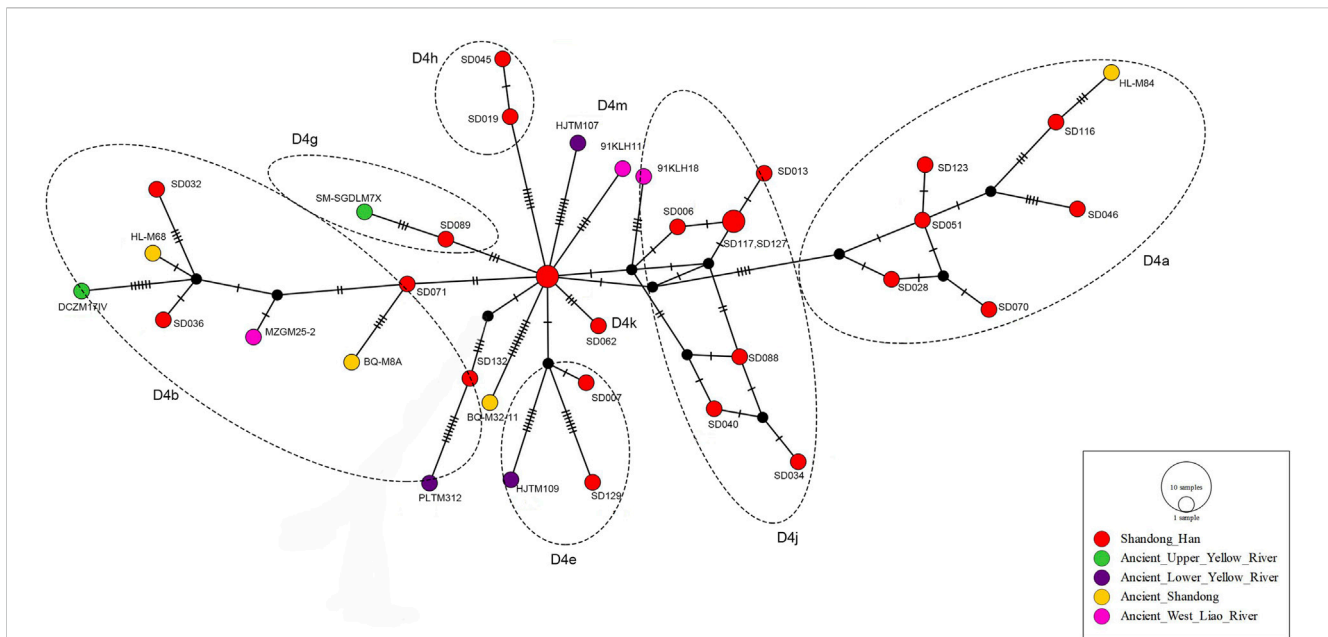 D4h
SD045
SD019
D4m
HJTM107
91KLH11
91KLH18
HL-M84
SD116
D4g
SM-SGDLM7X
SD089
SD032
HL-M68
DCZM17IV
SD036
MZGM25-2
SD071
BQ-M8A
D4b
SD013
SD006
SD117,SD127
SD123
SD051
SD046
SD028
SD070
D4a
D4k
SD062
SD132
BQ-M32-11
SD007
SD088
SD040
SD034
PLTM312
HJTM109
SD129
D4e
D4j
10 samples
1 sample
Shandong_Han
Ancient_Upper_Yellow_River
Ancient_Lower_Yellow_River
Ancient_Shandong
Ancient_West_Liao_River